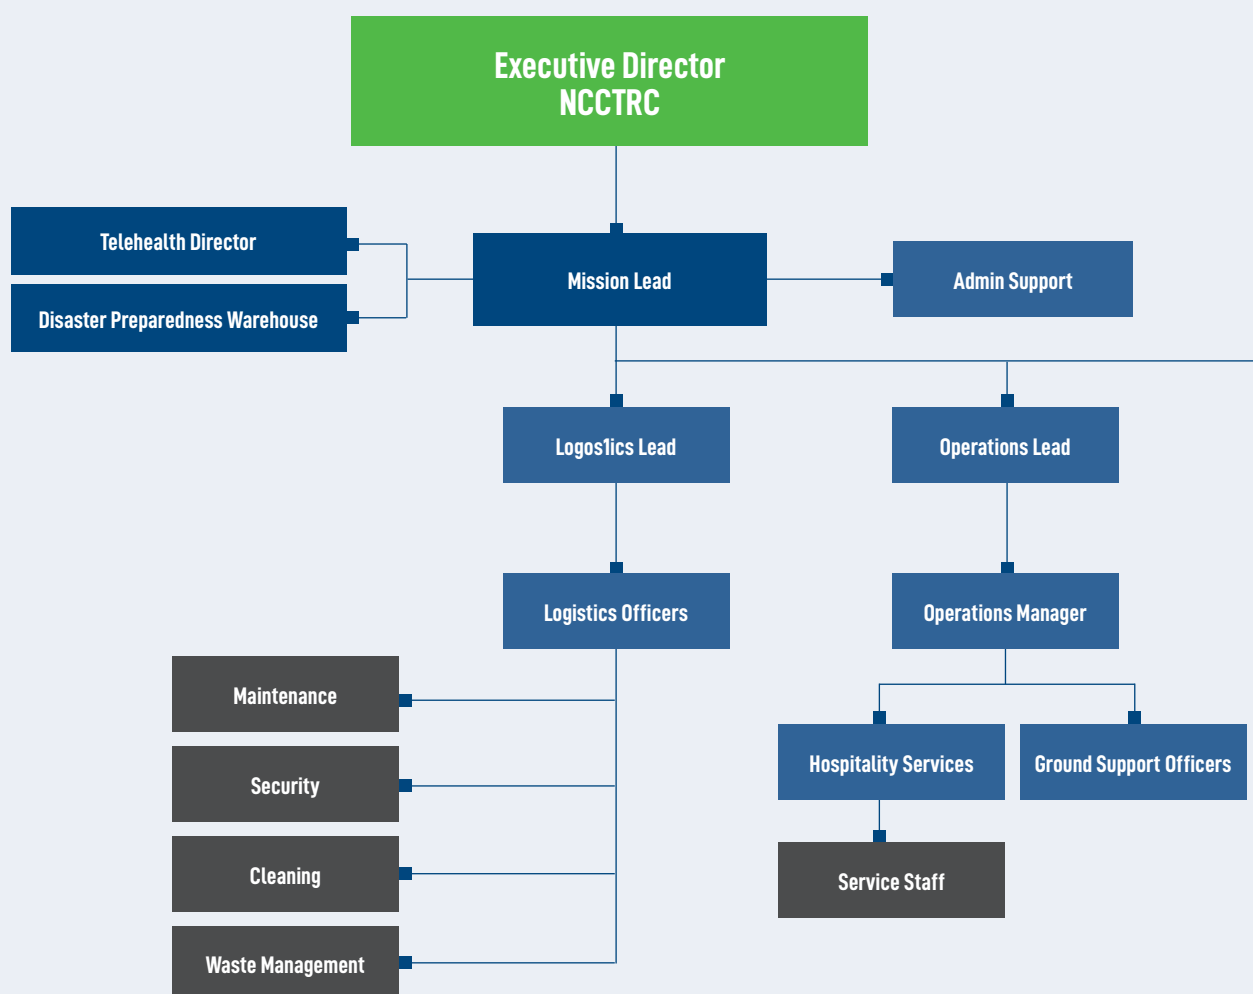 Executive Director
NCCTRC
Telehealth Director
Mission Lead
Admin Support
Disaster Preparedness Warehouse
Logos1ics Lead
Operations Lead
Logistics Officers
Operations Manager
Maintenance
Security
Cleaning
Waste Management
Hospitality Services
Ground Support Officers
Service Staff